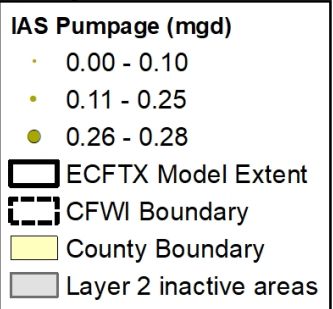 IAS Pumpage (mgd)
0.00 - 0.10
0.11 - 0.25
0.26 - 0.28
ECFTX Model Extent
CFWI Boundary
County Boundary
Layer 2 inactive areas